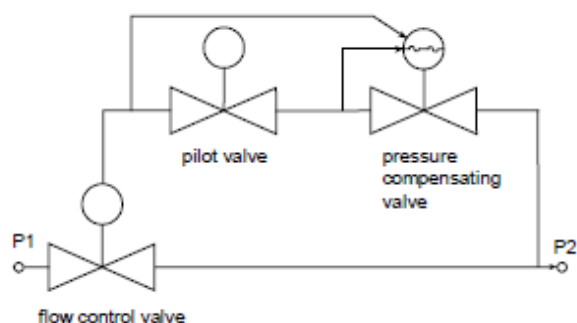 pilot valve
pressure
compensating
valve
P1
P2
flow control valve